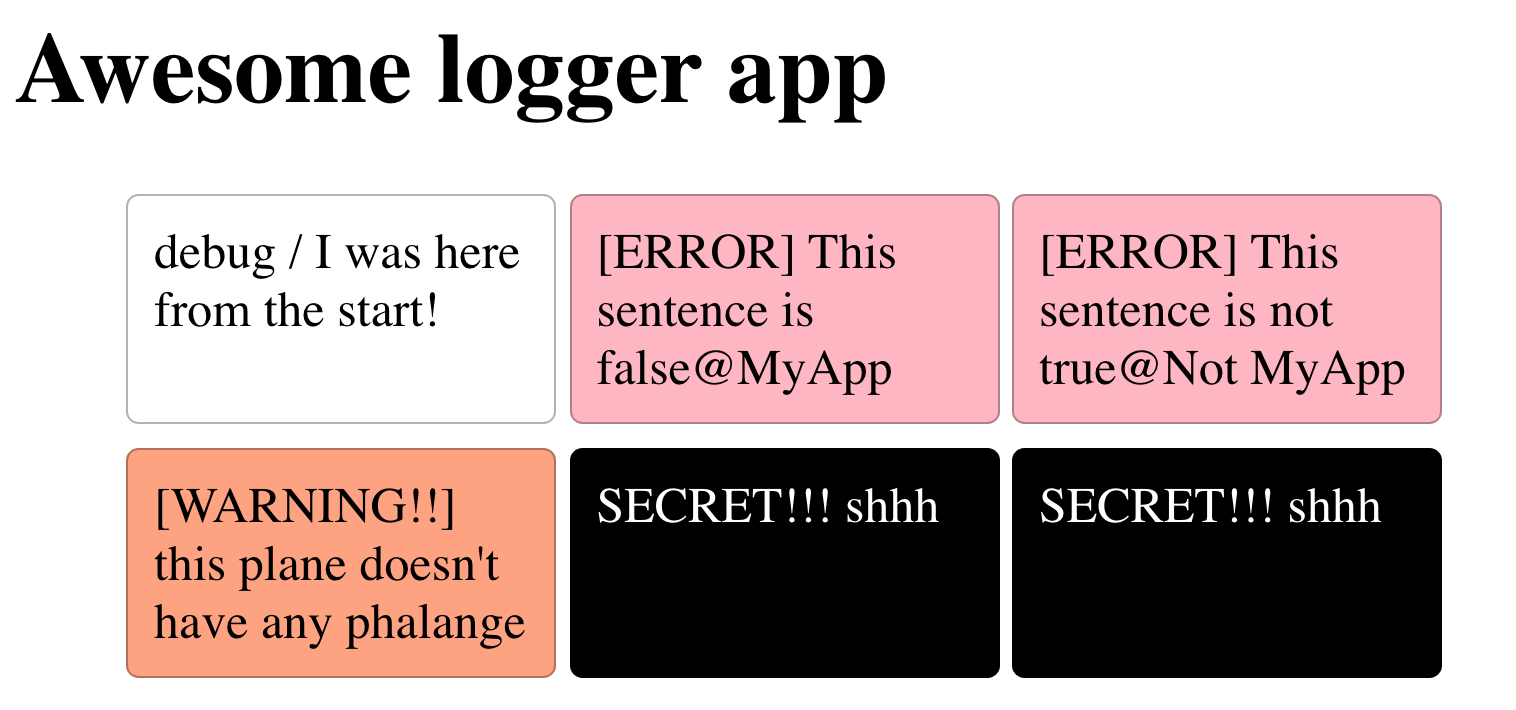 Awesome logger app
debug / I was here
from the start!
[ERROR] This
sentence is
false@MyApp
[ERROR] This
sentence is not
true@Not MyApp
[WARNING!!]
this plane doesn't
have any phalange
SECRET!!! shhh
SECRET!!! shhh